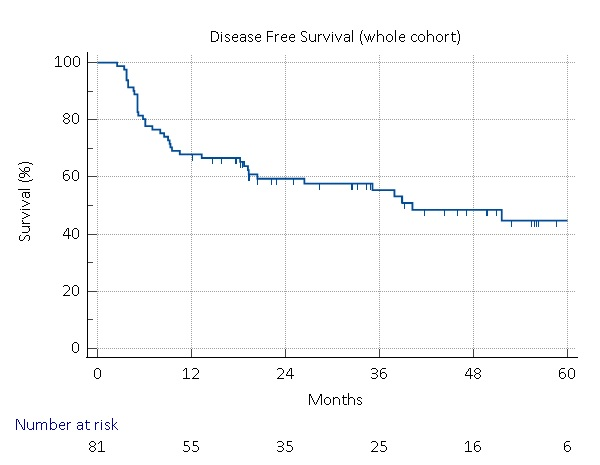 Disease Free Survival (whole cohort)
100
80
60
40
20
0
Survival (%)
0 12 24 36 48 60
Months
Number at risk
81 55 35 25 16 6